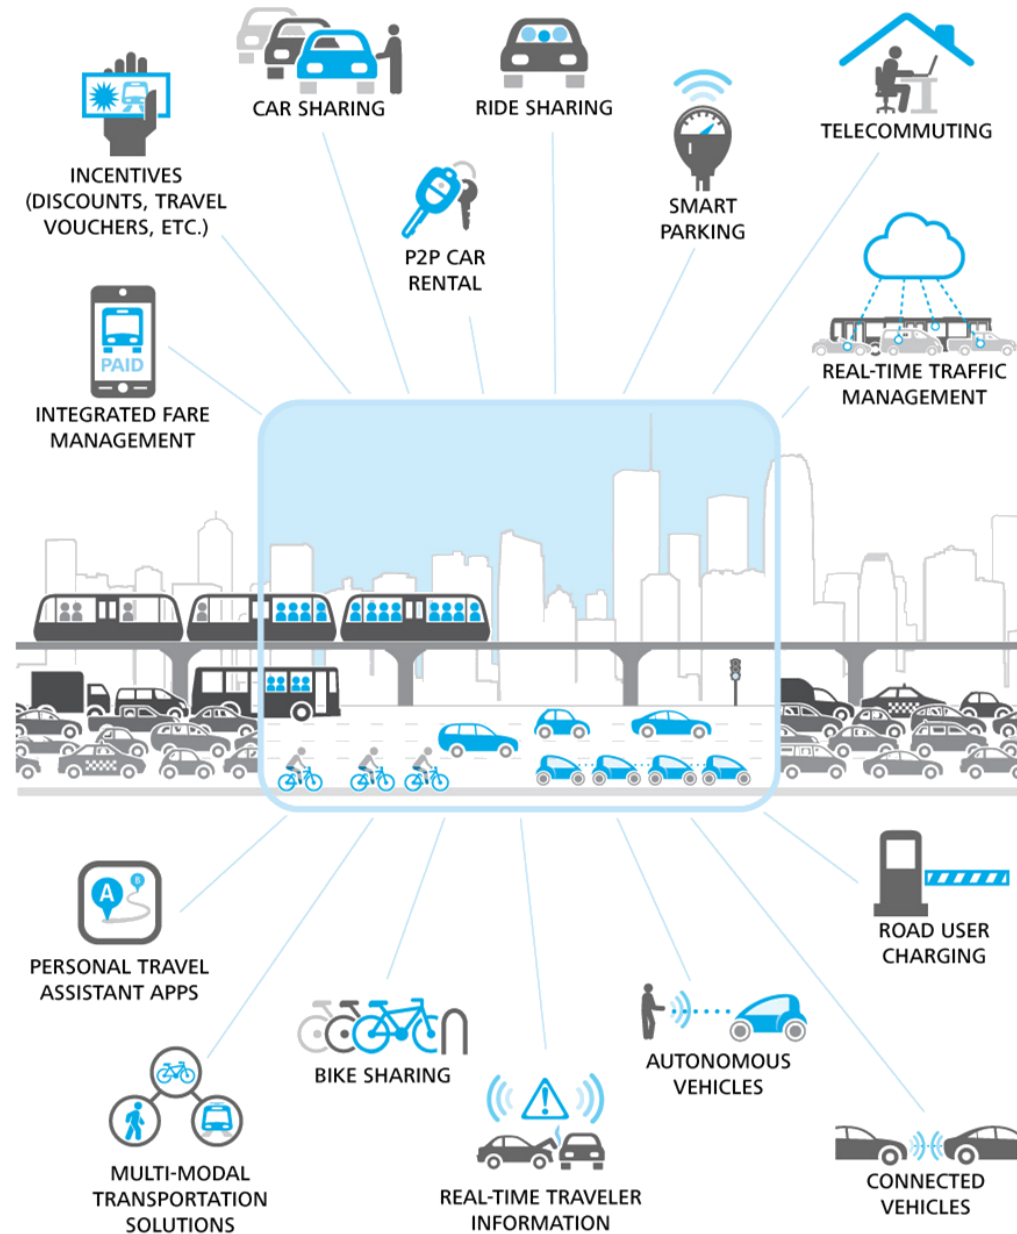 CAR SHARING
RIDE SHARING
TELECOMMUTING
INCENTIVES
(DISCOUNTS, TRAVEL
VOUCHERS, ETC.)
P2P CAR
RENTAL
SMART
PARKING
PAID
INTEGRATED FARE
MANAGEMENT
REAL-TIME TRAFFIC
MANAGEMENT
A
B
PERSONAL TRAVEL
ASSISTANT APPS
ROAD USER
CHARGING
BIKE SHARING
AUTONOMOUS
VEHICLES
MULTI-MODAL
TRANSPORTATION
SOLUTIONS
REAL-TIME TRAVELER
INFORMATION
CONNECTED
VEHICLES